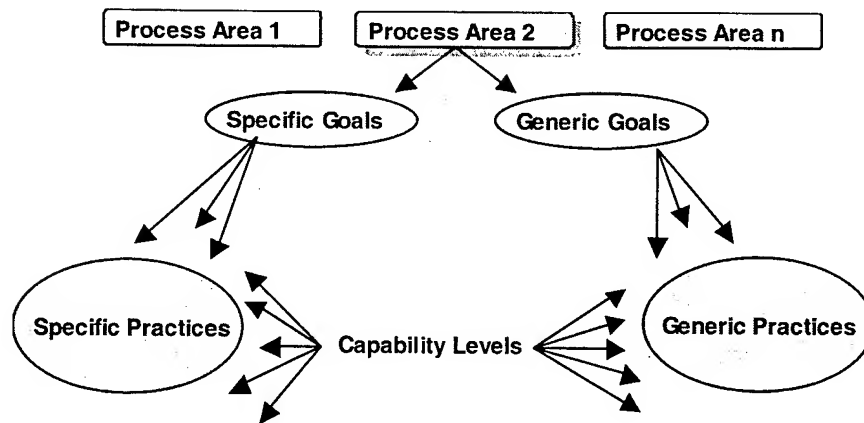 Process Area 1
Process Area 2
Process Area n
Specific Goals
Generic Goals
Specific Practices
Capability Levels
Generic Practices